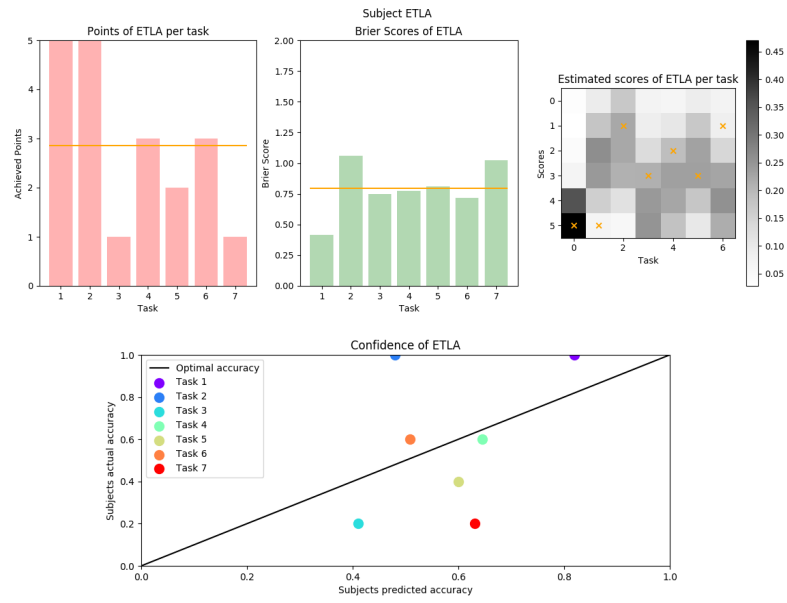 Subject ETLA
Points of ETLA per task
Achieved Points
5
4
3
2
1
0
1 2 3 4 5 6 7
Task
Brier Scores of ETLA
Brier Score
2.00
1.75
1.50
1.25
1.00
0.75
0.50
0.25
0.00
1 2 3 4 5 6 7
Task
Estimated scores of ETLA per task
Scores
0
1
2
3
4
5
0 2 4 6
Task
0.45
0.40
0.35
0.30
0.25
0.20
0.15
0.10
0.05
Confidence of ETLA
Subjects actual accuracy
1.0
0.8
0.6
0.4
0.2
0.0
Optimal accuracy
Task 1
Task 2
Task 3
Task 4
Task 5
Task 6
Task 7
0.0 0.2 0.4 0.6 0.8 1.0
Subjects predicted accuracy